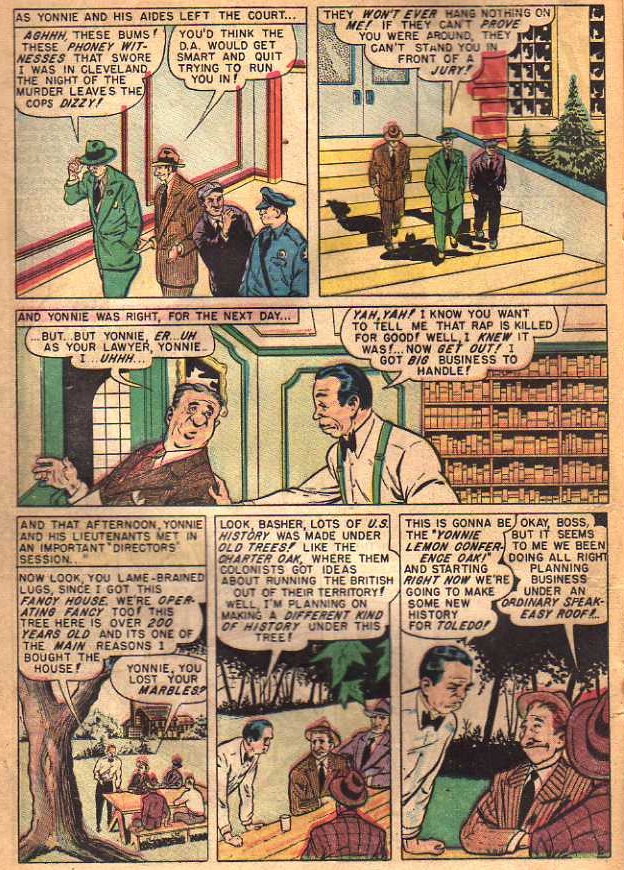 AS YONNIE AND HIS AIDES LEFT THE COURT...
AGHHH, THESE BUMS!
THESE PHONEY WIT-
NESSES THAT SWORE
I WAS IN CLEVELAND
THE NIGHT OF THE
MURDER LEAVES THE
COPS DIZZY!
YOU'D THINK THE
D.A. WOULD GET
SMART AND QUIT
TRYING TO RUN
YOU IN!
THEY WON'T EVER HANG NOTHING ON
ME! IF THEY CAN'T PROVE
YOU WERE AROUND, THEY
CAN'T STAND YOU IN
FRONT OF A
JURY!
AND YONNIE WAS RIGHT, FOR THE NEXT DAY...
...BUT...BUT YONNIE, ER...UH
AS YOUR LAWYER, YONNIE..
I...UHHH...
YAH, YAH! I KNOW YOU WANT
TO TELL ME THAT RAP IS KILLED
FOR GOOD! WELL, I KNEW IT
WAS!...NOW GET OUT! I
GOT BIG BUSINESS TO
HANDLE!
AND THAT AFTERNOON, YONNIE
AND HIS LIEUTENANTS MET IN
AN IMPORTANT "DIRECTORS'
SESSION."
NOW LOOK, YOU LAME-BRAINED
LUGS, SINCE I GOT THIS
FANCY HOUSE, WE'RE OPER-
ATING FANCY TOO! THIS
TREE HERE IS OVER 200
YEARS OLD AND ITS ONE OF
THE MAIN REASONS I
BOUGHT THE
HOUSE!
YONNIE, YOU
LOST YOUR
MARBLES!
LOOK, BASHER, LOTS OF U.S.
HISTORY WAS MADE UNDER
OLD TREES! LIKE THE
CHARTER OAK, WHERE THEM
COLONISTS GOT IDEAS
ABOUT RUNNING THE BRITISH
OUT OF THEIR TERRITORY!
WELL, I'M PLANNING ON
MAKING A DIFFERENT KIND
OF HISTORY UNDER THIS
TREE!
THIS IS GONNA BE
THE "YONNIE
LEMON CONFER-
ENCE OAK!"
AND STARTING
RIGHT NOW WE'RE
GOING TO MAKE
SOME NEW
HISTORY
FOR TOLEDO!
OKAY, BOSS,
BUT IT SEEMS
TO ME WE BEEN
DOING ALL RIGHT
PLANNING
BUSINESS
UNDER AN
ORDINARY SPEAK-
EASY ROOF!..